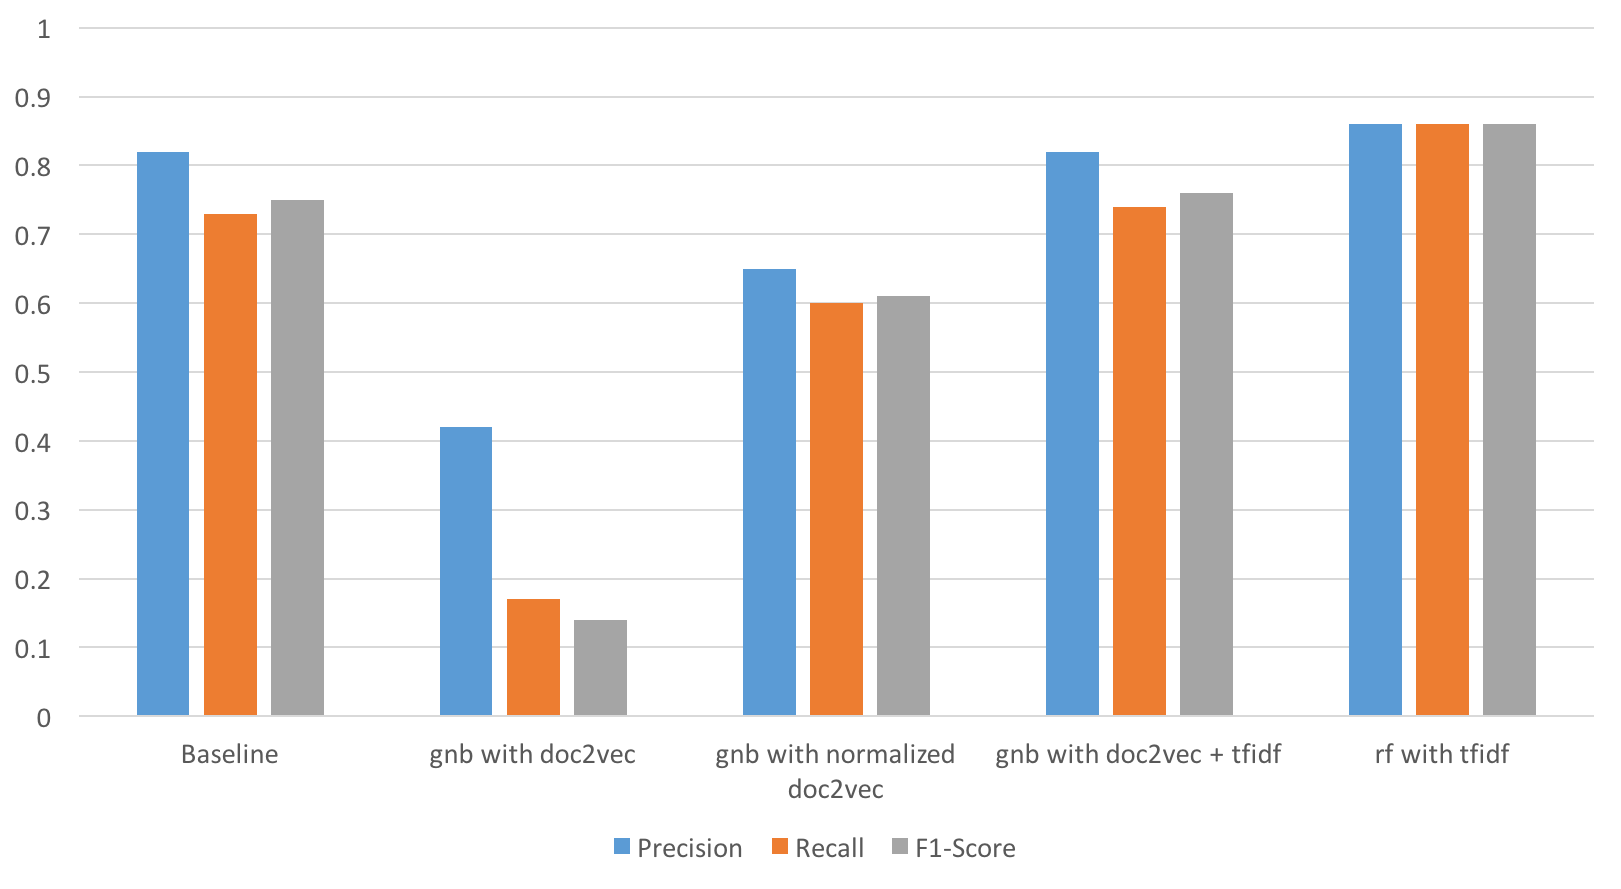 1
0.9
0.8
0.7
0.6
0.5
0.4
0.3
0.2
0.1
0
Baseline
gnb with doc2vec
gnb with normalized
doc2vec
gnb with doc2vec + tfidf
rf with tfidf
Precision
Recall
F1-Score